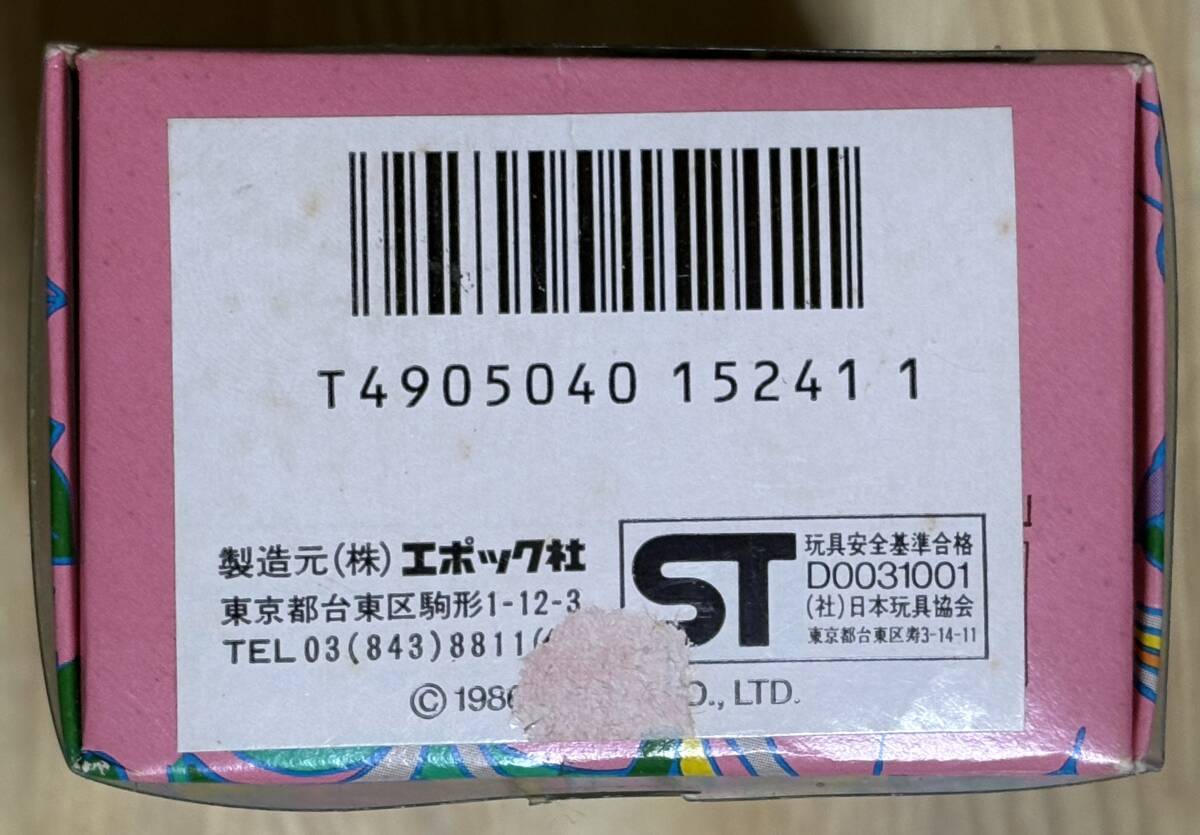 T4905040 15241 1
製造元(株)エポック社
東京都台東区駒形1-12-3
TEL03(843)8811
ST
玩具安全基準合格
D0031001
(社)日本玩具協会
東京都台東区寿3-14-11
© 198 O., LTD.